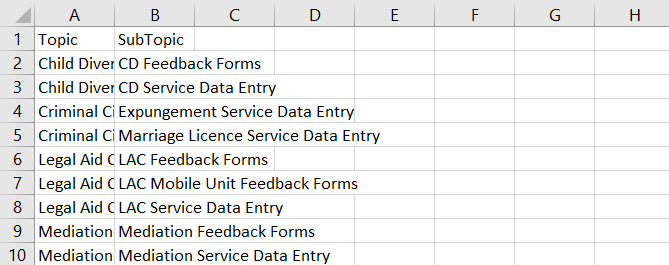 A B C D E F G H
1 Topic SubTopic
2 Child Diver CD Feedback Forms
3 Child Diver CD Service Data Entry
4 Criminal Ci Expungement Service Data Entry
5 Criminal Ci Marriage Licence Service Data Entry
6 Legal Aid C LAC Feedback Forms
7 Legal Aid C LAC Mobile Unit Feedback Forms
8 Legal Aid C LAC Service Data Entry
9 Mediation Mediation Feedback Forms
10 Mediation Mediation Service Data Entry